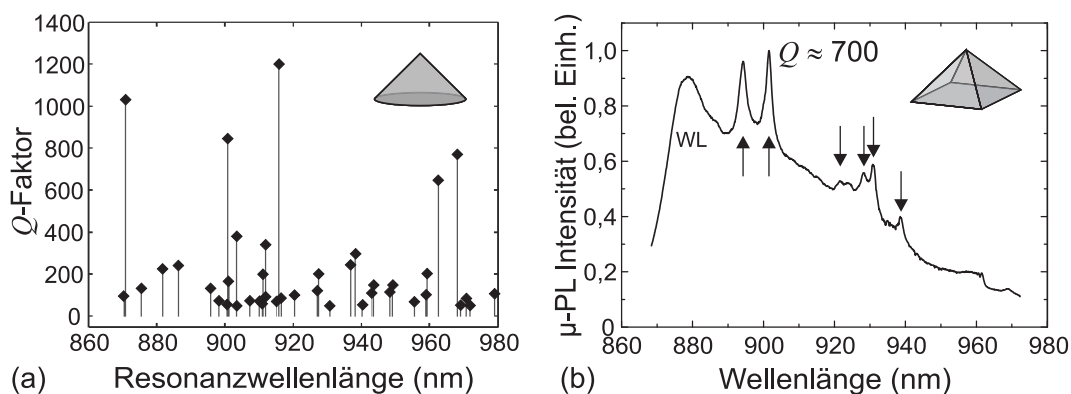 1400
1200
1000
800
600
400
200
0
Q-Faktor
860 880 900 920 940 960 980
(a) Resonanzwellenlänge (nm)
1,0
0,8
0,6
0,4
0,2
0
µ-PL Intensität (bel. Einh.)
Q ≈ 700
WL
860 880 900 920 940 960 980
(b) Wellenlänge (nm)